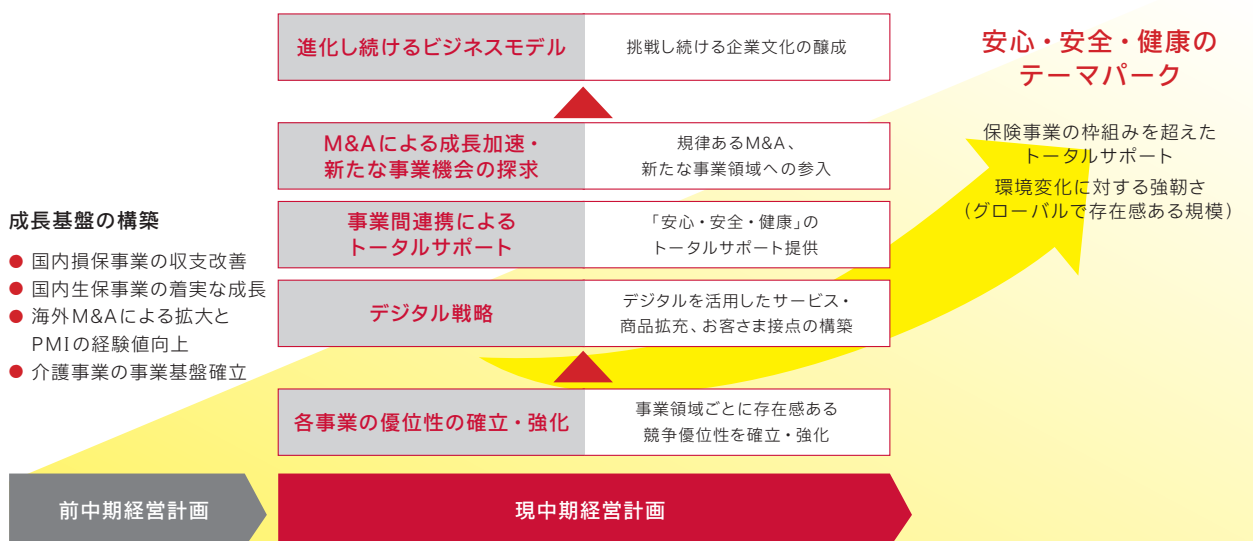 成長基盤の構築
● 国内損保事業の収支改善
● 国内生保事業の着実な成長
● 海外M&Aによる拡大と
PMIの経験値向上
● 介護事業の事業基盤確立
前中期経営計画
進化し続けるビジネスモデル
挑戦し続ける企業文化の醸成
M&Aによる成長加速・
新たな事業機会の探求
規律あるM&A、
新たな事業領域への参入
事業間連携による
トータルサポート
「安心・安全・健康」の
トータルサポート提供
デジタル戦略
デジタルを活用したサービス・
商品拡充、お客さま接点の構築
各事業の優位性の確立・強化
事業領域ごとに存在感ある
競争優位性を確立・強化
現中期経営計画
安心・安全・健康の
テーマパーク
保険事業の枠組みを超えた
トータルサポート
環境変化に対する強靭さ
(グローバルで存在感ある規模)